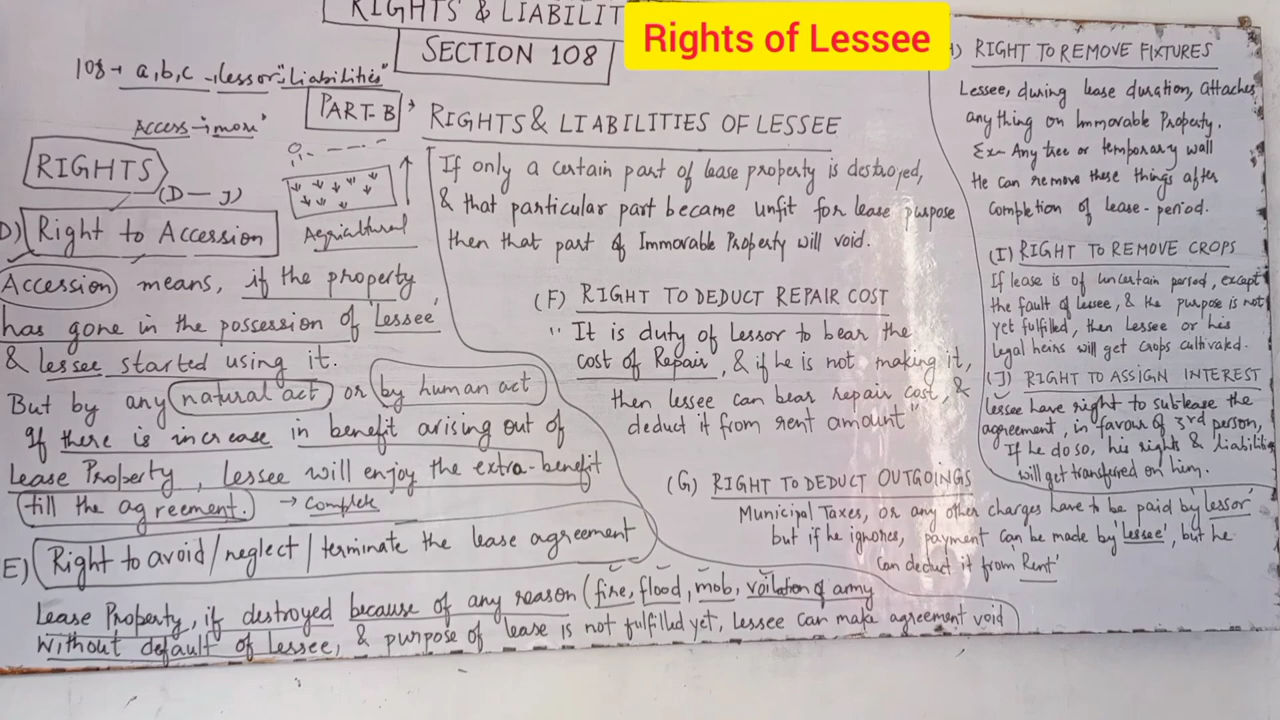 RIGHTS & LIABILIT
Rights of Lessee
SECTION 108
108 → a,b,c → lessor "Liabilities"
Access → 'more'
PART-B
RIGHTS & LIABILITIES OF LESSEE
RIGHTS
(D — J)
Agricultural
D) Right to Accession
Accession means, if the property
has gone in the possession of 'lessee'
& lessee started using it.
But by any natural act or by human act
If there is increase in benefit arising out of
Lease Property, lessee will enjoy the extra-benefit
till the agreement. → Complete
E) Right to avoid/neglect/terminate the lease agreement
Lease Property, if destroyed because of any reason (fire, flood, mob, voilation of army
without default of lessee, & purpose of lease is not fulfilled yet, lessee can make agreement void
If only a certain part of lease property is destroyed,
& that particular part became unfit for lease purpose
then that part of Immovable Property will void.
(F) RIGHT TO DEDUCT REPAIR COST
"It is duty of Lessor to bear the
cost of Repair, & if he is not making it,
then lessee can bear repair cost, &
deduct it from rent amount"
(G) RIGHT TO DEDUCT OUTGOINGS
Municipal Taxes, or any other charges have to be paid by 'lessor'
but if he ignores, payment can be made by 'lessee', but he
can deduct it from 'Rent'
H) RIGHT TO REMOVE FIXTURES
Lessee, during lease duration, attaches
anything on Immovable Property.
Ex- Any tree or temporary wall
He can remove these things after
completion of lease-period.
(I) RIGHT TO REMOVE CROPS
If lease is of uncertain period, except
the fault of lessee, & the purpose is not
yet fulfilled, then Lessee or his
legal heirs will get crops cultivated.
(J) RIGHT TO ASSIGN INTEREST
lessee have right to sublease the
agreement, in favour of 3rd person,
If he do so, his rights & liabilitie
will get transferred on him.